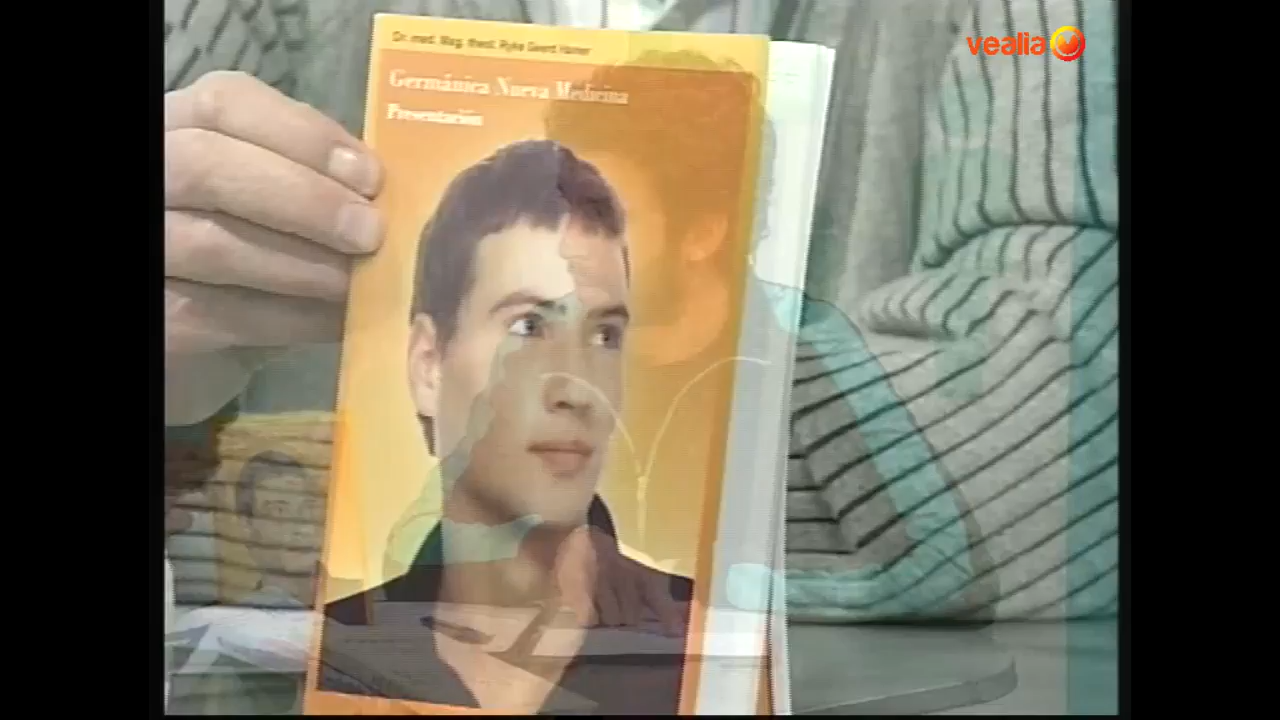 Dr. med. Mag. theol. Ryke Geerd Hamer
Germánica Nueva Medicina
Presentación
vealia